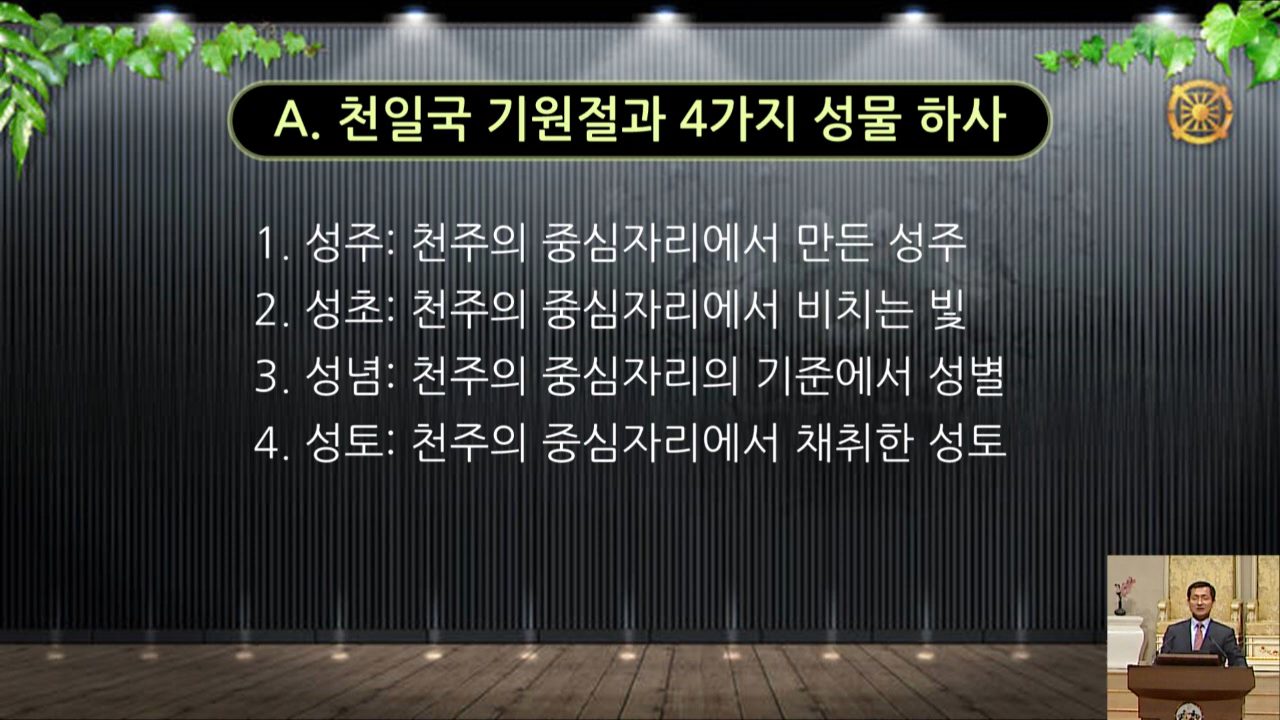 A. 천일국 기원절과 4가지 성물 하사
1. 성주: 천주의 중심자리에서 만든 성주
2. 성초: 천주의 중심자리에서 비치는 빛
3. 성념: 천주의 중심자리의 기준에서 성별
4. 성토: 천주의 중심자리에서 채취한 성토